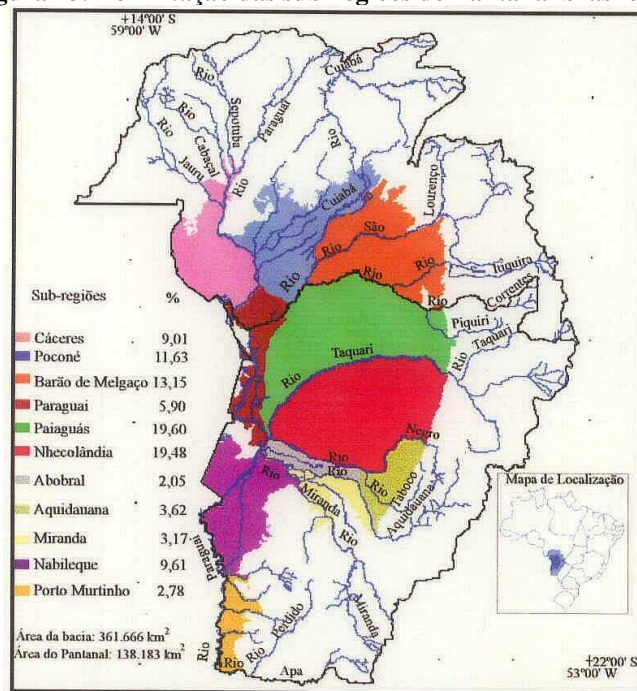 +14°00' S
59°00' W
Rio
Cuiabá
Rio
Sepotuba
Paraguai
Rio
Cabaçal
Rio
Jauru
Rio
Rio
Cuiabá
Lourenço
São
Rio
Rio
Rio
Rio
Itiquira
Correntes
Rio
Piquiri
Taquari
Rio
Taquari
Rio
Negro
Rio
Rio
Rio
Taboco
Rio
Aquidauana
Miranda
Rio
Miranda
Paraguai
Rio
Perdido
Rio
Rio
Apa
Sub-regiões %
Cáceres 9,01
Poconé 11,63
Barão de Melgaço 13,15
Paraguai 5,90
Paiaguás 19,60
Nhecolândia 19,48
Abobral 2,05
Aquidauana 3,62
Miranda 3,17
Nabileque 9,61
Porto Murtinho 2,78
Área da bacia: 361.666 km²
Área do Pantanal: 138.183 km²
Mapa de Localização
+22°00' S
53°00' W